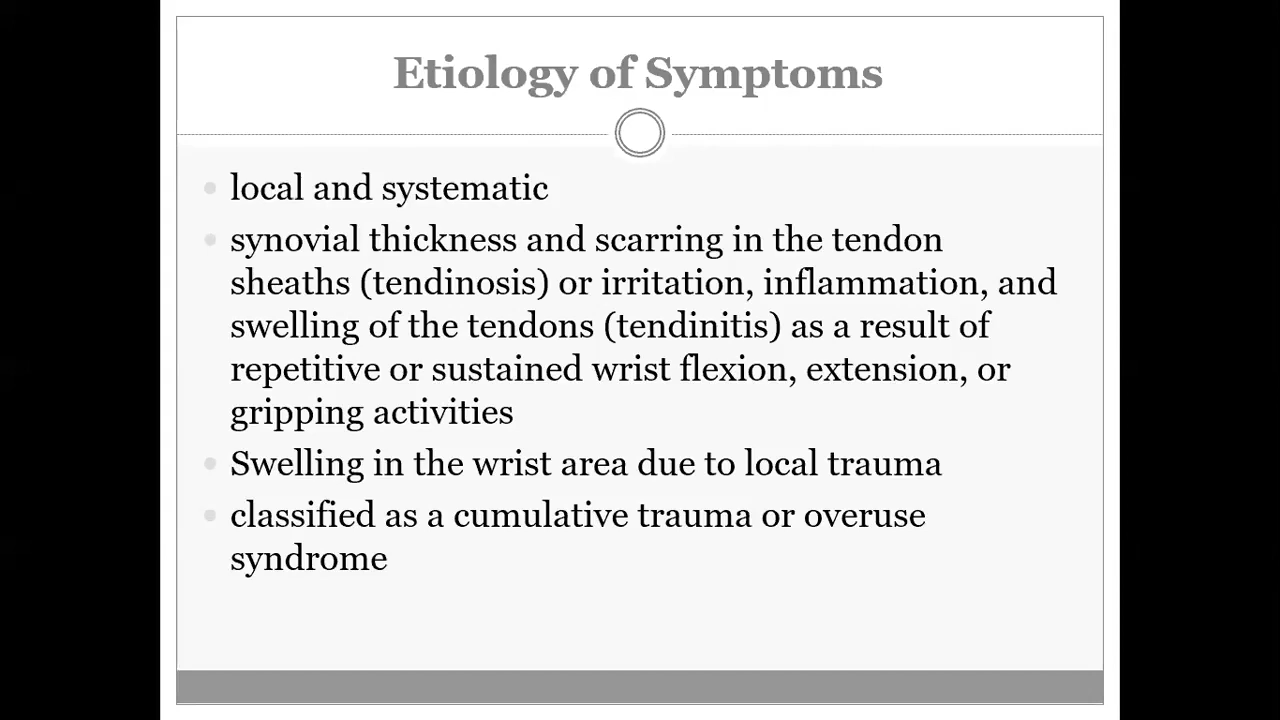 Etiology of Symptoms
local and systematic
synovial thickness and scarring in the tendon
sheaths (tendinosis) or irritation, inflammation, and
swelling of the tendons (tendinitis) as a result of
repetitive or sustained wrist flexion, extension, or
gripping activities
Swelling in the wrist area due to local trauma
classified as a cumulative trauma or overuse
syndrome